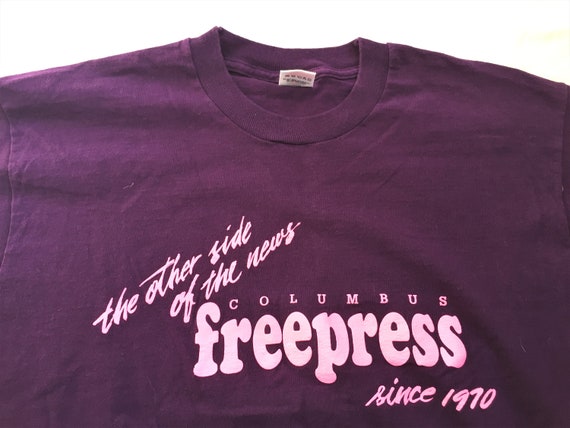 the other side
of the news
COLUMBUS
freepress
since 1970